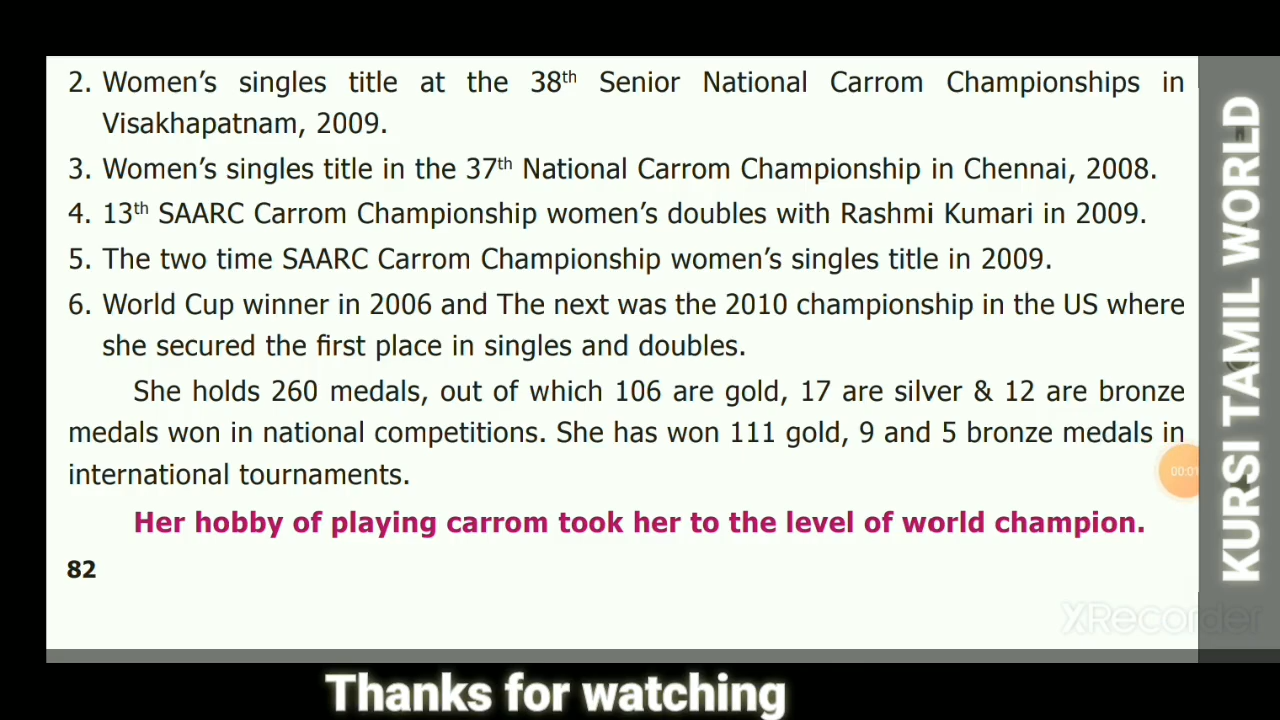 2. Women's singles title at the 38th Senior National Carrom Championships in
Visakhapatnam, 2009.
3. Women's singles title in the 37th National Carrom Championship in Chennai, 2008.
4. 13th SAARC Carrom Championship women's doubles with Rashmi Kumari in 2009.
5. The two time SAARC Carrom Championship women's singles title in 2009.
6. World Cup winner in 2006 and The next was the 2010 championship in the US where
she secured the first place in singles and doubles.
She holds 260 medals, out of which 106 are gold, 17 are silver & 12 are bronze
medals won in national competitions. She has won 111 gold, 9 and 5 bronze medals in
international tournaments.
Her hobby of playing carrom took her to the level of world champion.
82
00:01
KURSI TAMIL WORLD
XRecorder
Thanks for watching